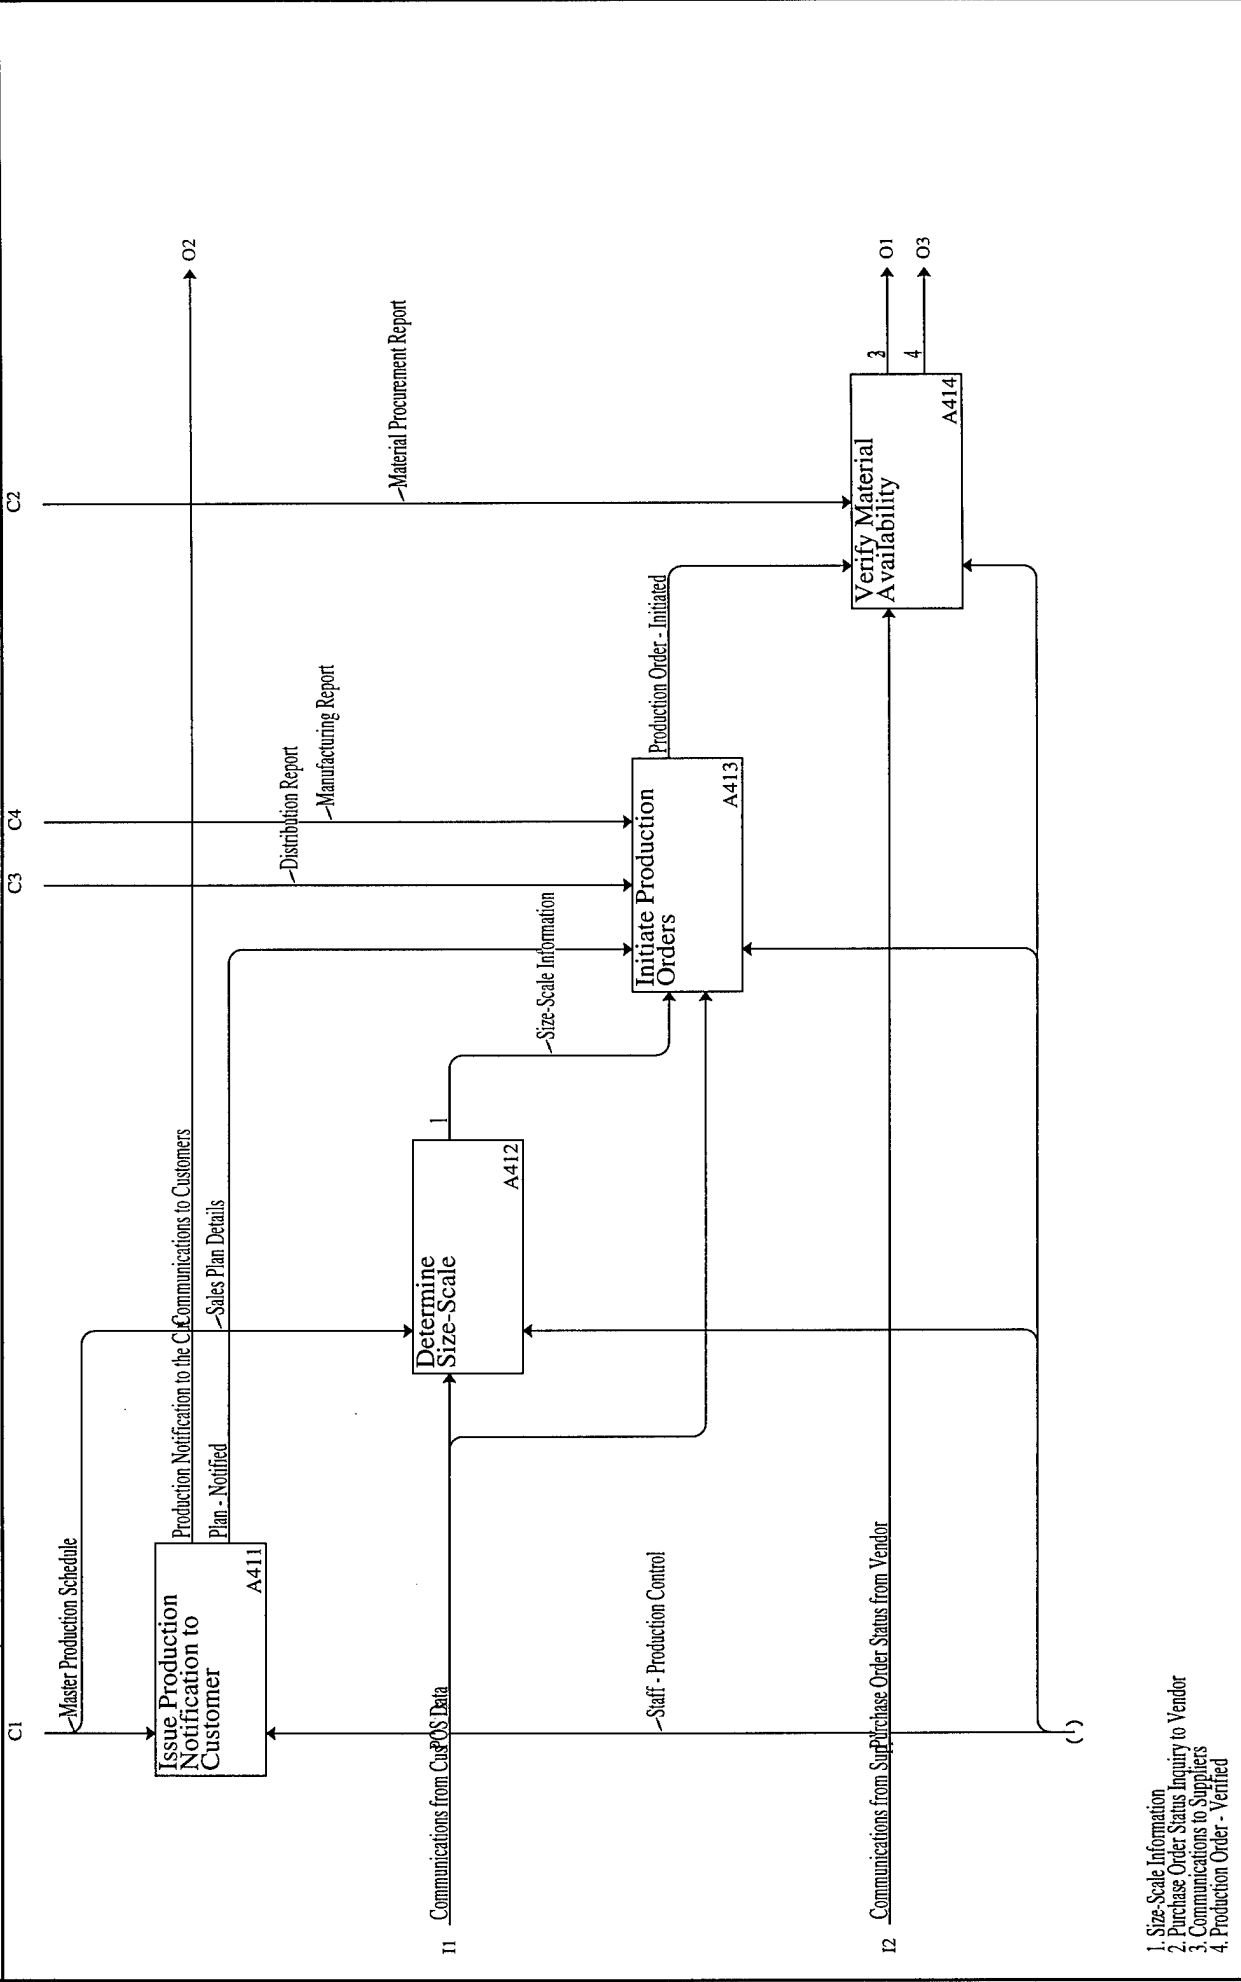 C1
C3
C4
C2
Master Production Schedule
Issue Production
Notification to
Customer
A411
Production Notification to the Cu
Communications to Customers
O2
Plan - Notified
Sales Plan Details
Distribution Report
Manufacturing Report
Material Procurement Report
I1
Communications from Cus
POS Data
Determine
Size-Scale
A412
1
Size-Scale Information
Initiate Production
Orders
A413
Production Order - Initiated
Staff - Production Control
I2
Communications from Sup
Purchase Order Status from Vendor
Verify Material
Availability
A414
3
O1
4
O3
( )
1. Size-Scale Information
2. Purchase Order Status Inquiry to Vendor
3. Communications to Suppliers
4. Production Order - Verified